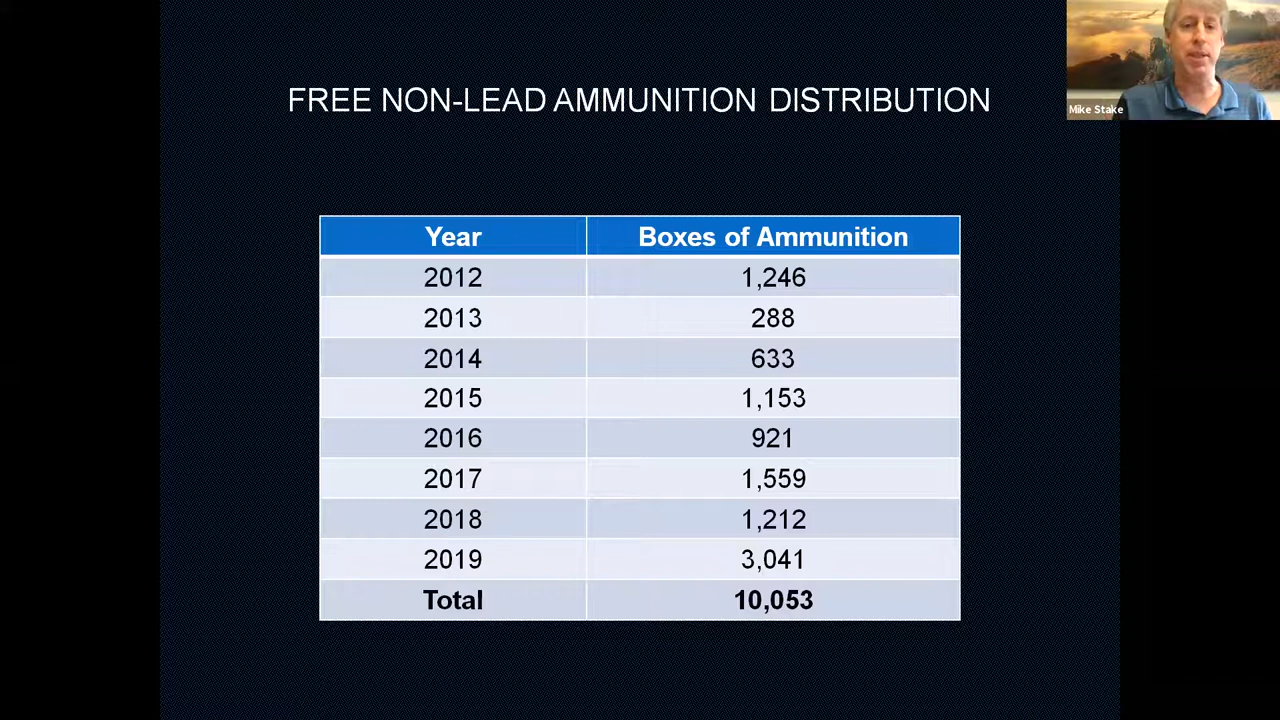 FREE NON-LEAD AMMUNITION DISTRIBUTION
Mike Stake
Year Boxes of Ammunition
2012 1,246
2013 288
2014 633
2015 1,153
2016 921
2017 1,559
2018 1,212
2019 3,041
Total 10,053